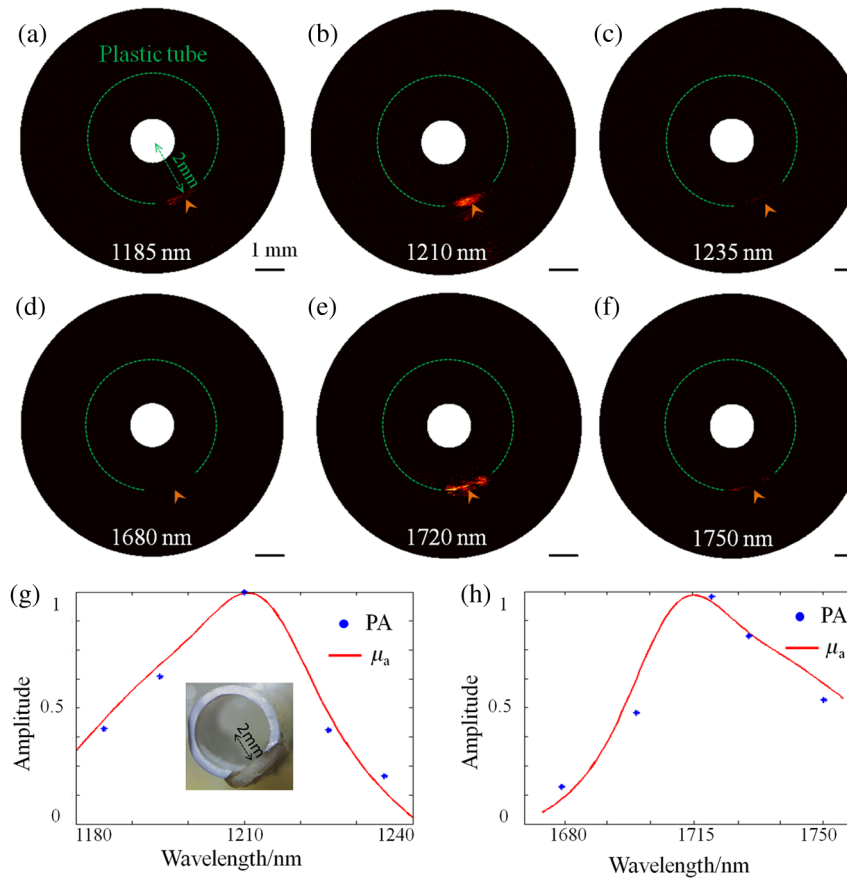 (a)
Plastic tube
2mm
1185 nm
1 mm
(b)
1210 nm
(c)
1235 nm
(d)
1680 nm
(e)
1720 nm
(f)
1750 nm
(g)
1
PA
μa
0.5
2mm
0
Amplitude
1180
1210
1240
Wavelength/nm
(h)
1
PA
μa
0.5
0
Amplitude
1680
1715
1750
Wavelength/nm